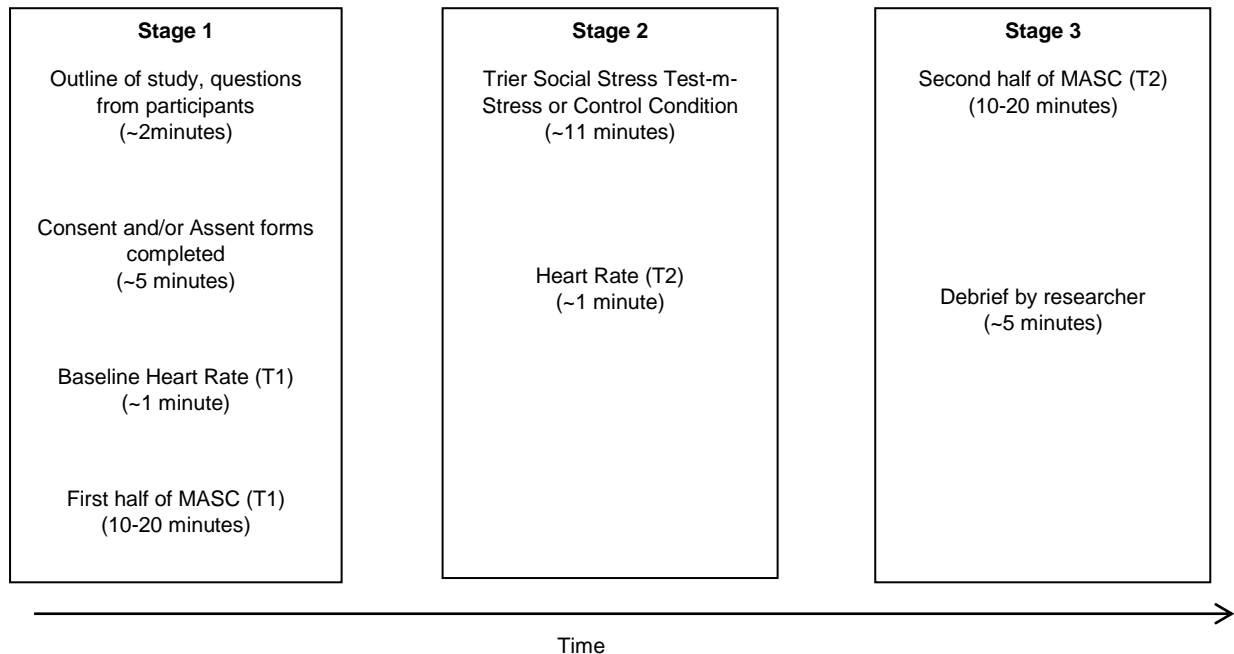 Stage 1
Outline of study, questions
from participants
(~2minutes)
Consent and/or Assent forms
completed
(~5 minutes)
Baseline Heart Rate (T1)
(~1 minute)
First half of MASC (T1)
(10-20 minutes)
Stage 2
Trier Social Stress Test-m-
Stress or Control Condition
(~11 minutes)
Heart Rate (T2)
(~1 minute)
Stage 3
Second half of MASC (T2)
(10-20 minutes)
Debrief by researcher
(~5 minutes)
Time